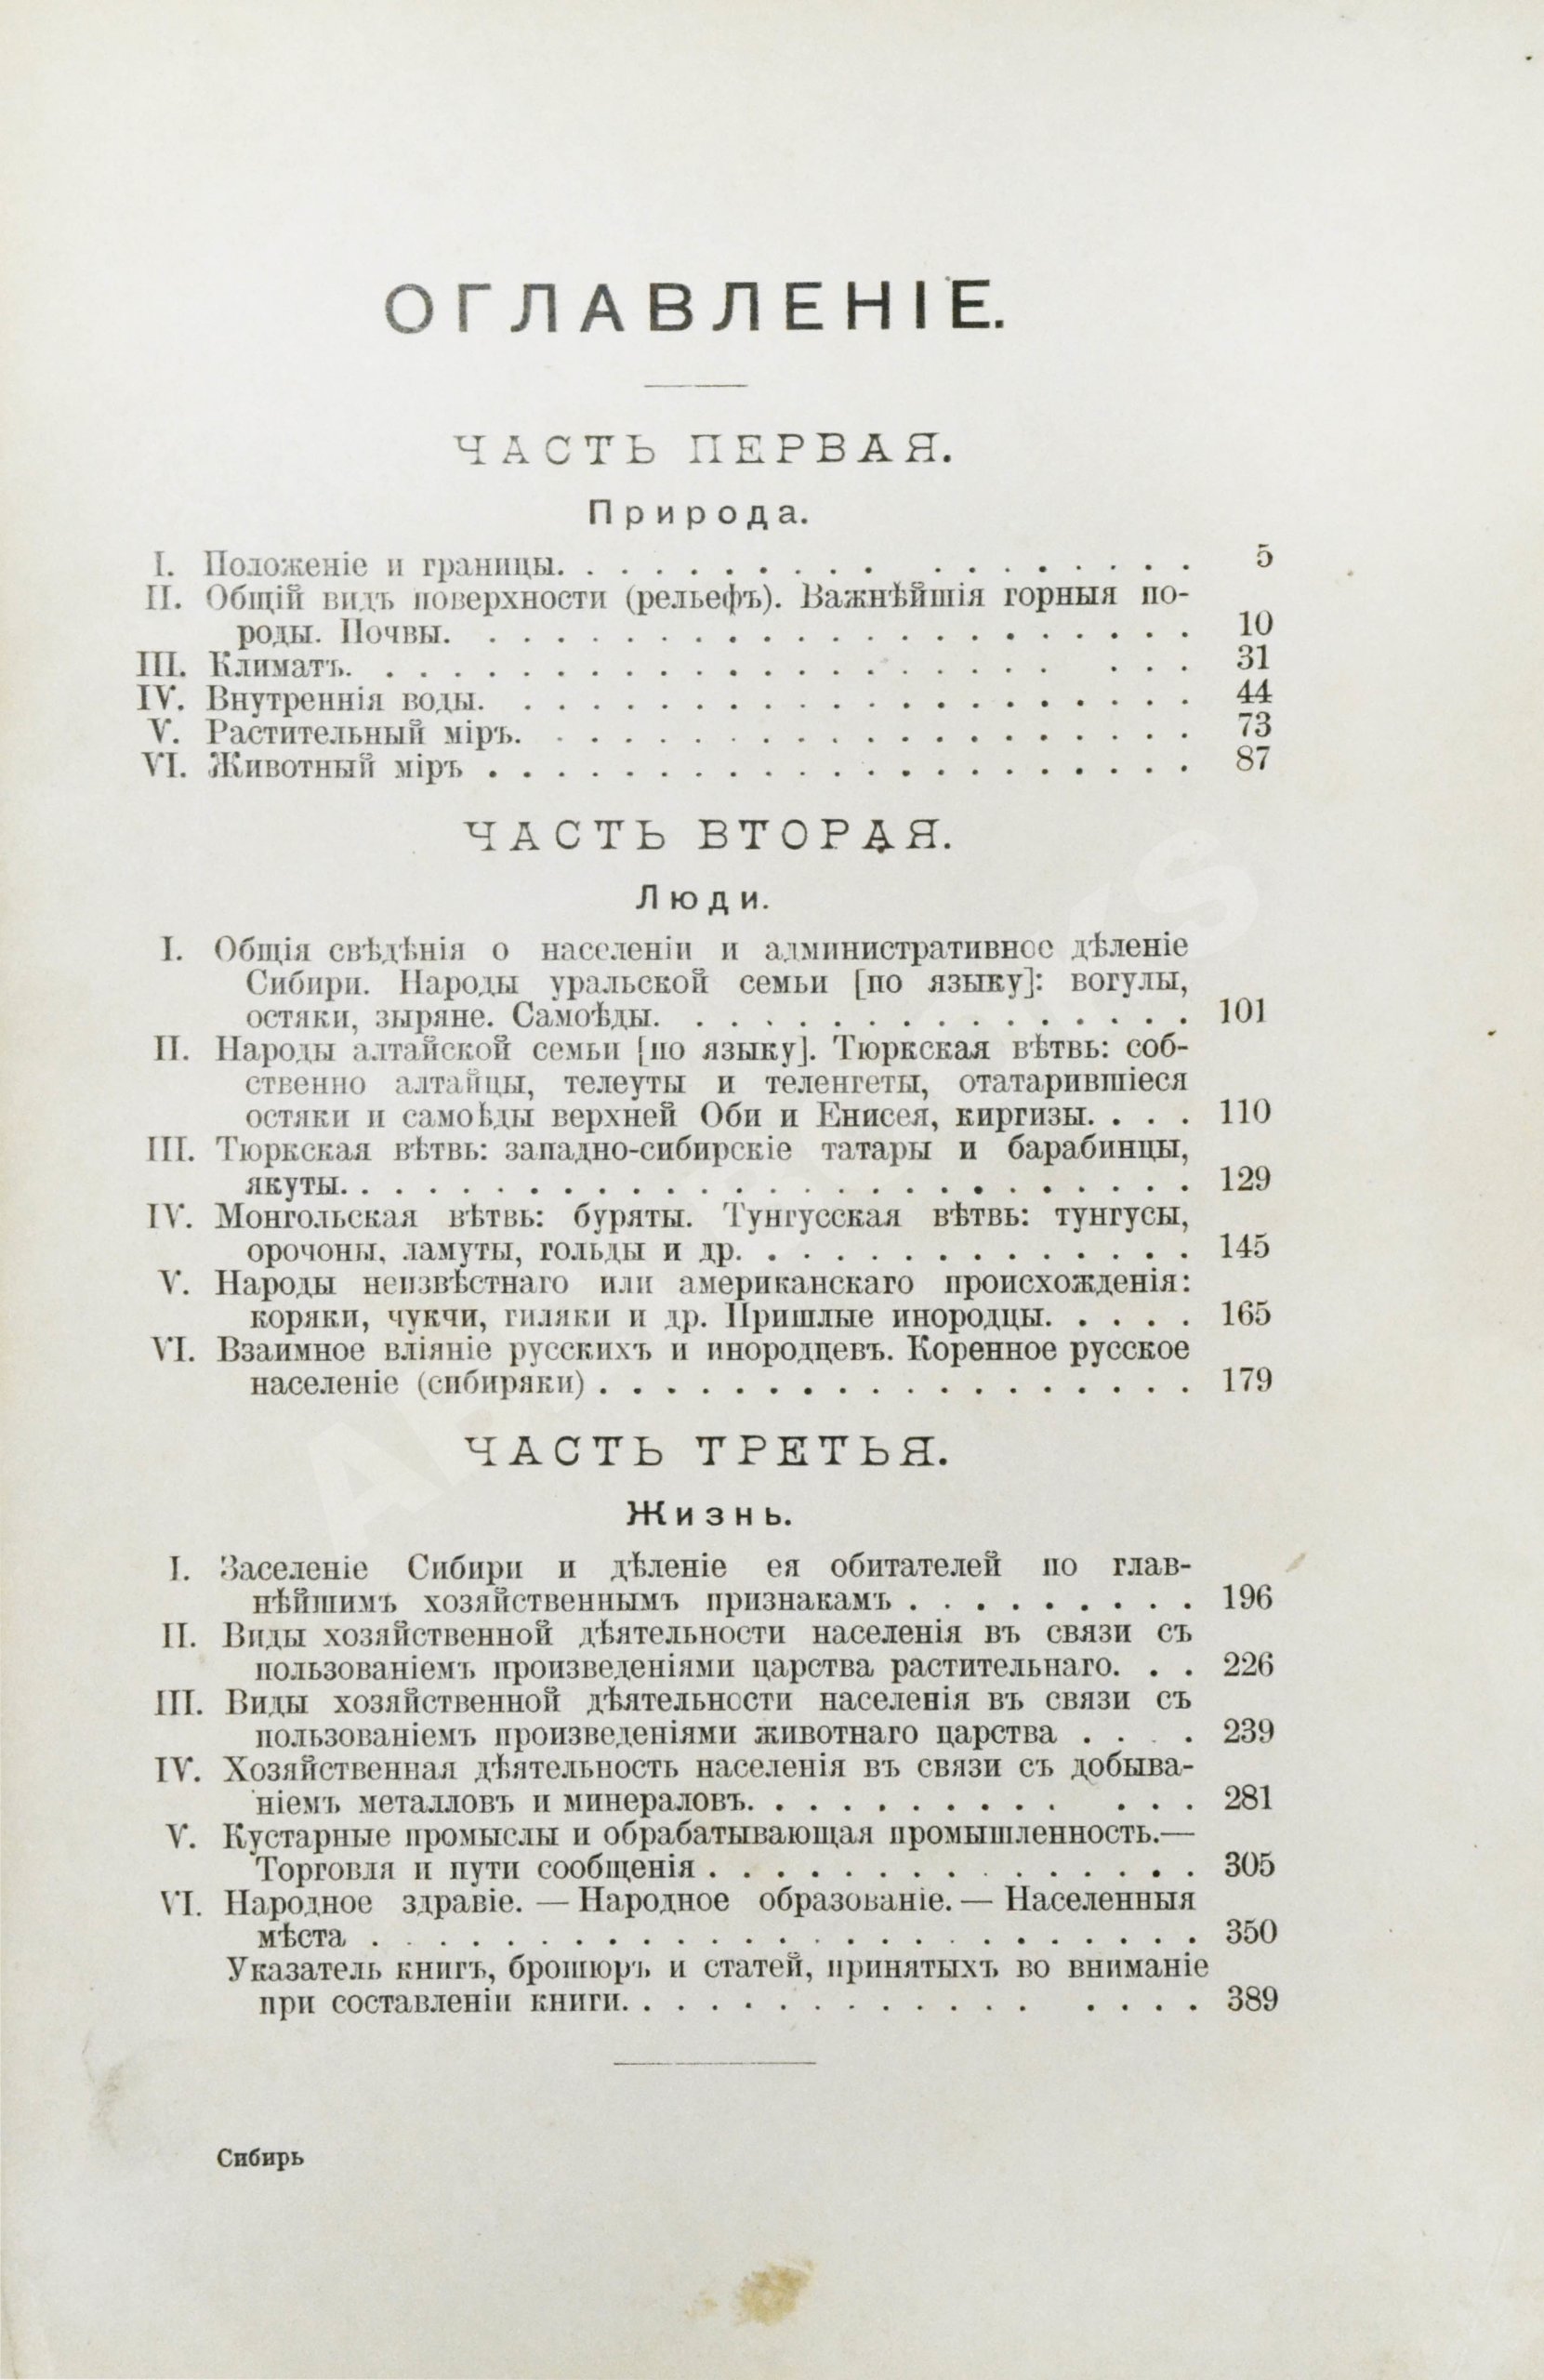 ОГЛАВЛЕНІЕ.
ЧАСТЬ ПЕРВАЯ.
Природа.
I. Положеніе и границы. . . . . . . . . . . . . . . . . . 5
II. Общій видъ поверхности (рельефъ). Важнѣйшія горныя по-
роды. Почвы. . . . . . . . . . . . . . . . . . . . . . 10
III. Климатъ. . . . . . . . . . . . . . . . . . . . . . . . 31
IV. Внутреннія воды. . . . . . . . . . . . . . . . . . . . . 44
V. Растительный міръ. . . . . . . . . . . . . . . . . . . . 73
VI. Животный міръ . . . . . . . . . . . . . . . . . . . . . 87
ЧАСТЬ ВТОРАЯ.
Люди.
I. Общія свѣдѣнія о населеніи и административное дѣленіе
Сибири. Народы уральской семьи [по языку]: вогулы,
остяки, зыряне. Самоѣды. . . . . . . . . . . . . . . . 101
II. Народы алтайской семьи [по языку]. Тюркская вѣтвь: соб-
ственно алтайцы, телеуты и теленгеты, отатарившіеся
остяки и самоѣды верхней Оби и Енисея, киргизы. . . . 110
III. Тюркская вѣтвь: западно-сибирскіе татары и барабинцы,
якуты. . . . . . . . . . . . . . . . . . . . . . . . . . 129
IV. Монгольская вѣтвь: буряты. Тунгусская вѣтвь: тунгусы,
орочоны, ламуты, гольды и др. . . . . . . . . . . . . . . 145
V. Народы неизвѣстнаго или американскаго происхожденія:
коряки, чукчи, гиляки и др. Пришлые инородцы. . . . . 165
VI. Взаимное вліяніе русскихъ и инородцевъ. Коренное русское
населеніе (сибиряки) . . . . . . . . . . . . . . . . . . 179
ЧАСТЬ ТРЕТЬЯ.
Жизнь.
I. Заселеніе Сибири и дѣленіе ея обитателей по глав-
нѣйшимъ хозяйственнымъ признакамъ . . . . . . . . . 196
II. Виды хозяйственной дѣятельности населенія въ связи съ
пользованіемъ произведеніями царства растительнаго. . . 226
III. Виды хозяйственной дѣятельности населенія въ связи съ
пользованіемъ произведеніями животнаго царства . . . . 239
IV. Хозяйственная дѣятельность населенія въ связи съ добыва-
ніемъ металловъ и минераловъ. . . . . . . . . . . . . 281
V. Кустарные промыслы и обрабатывающая промышленность.—
Торговля и пути сообщенія . . . . . . . . . . . . . . . 305
VI. Народное здравіе. — Народное образованіе. — Населенныя
мѣста . . . . . . . . . . . . . . . . . . . . . . . . . 350
Указатель книгъ, брошюръ и статей, принятыхъ во вниманіе
при составленіи книги. . . . . . . . . . . . . . . . . 389
Сибирь